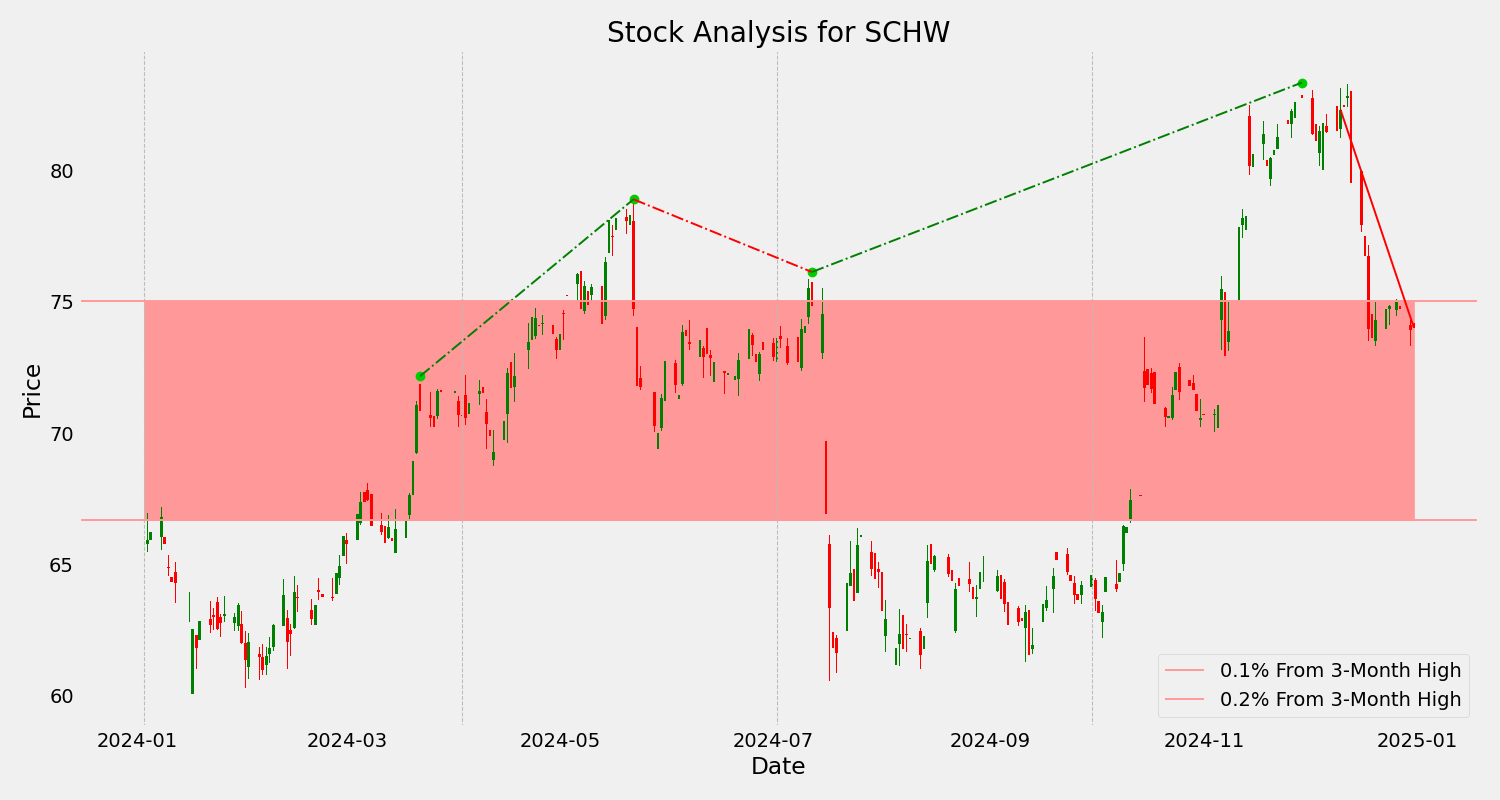 Stock Analysis for SCHW
Price
80
75
70
65
60
0.1% From 3-Month High
0.2% From 3-Month High
2024-01 2024-03 2024-05 2024-07 2024-09 2024-11 2025-01
Date